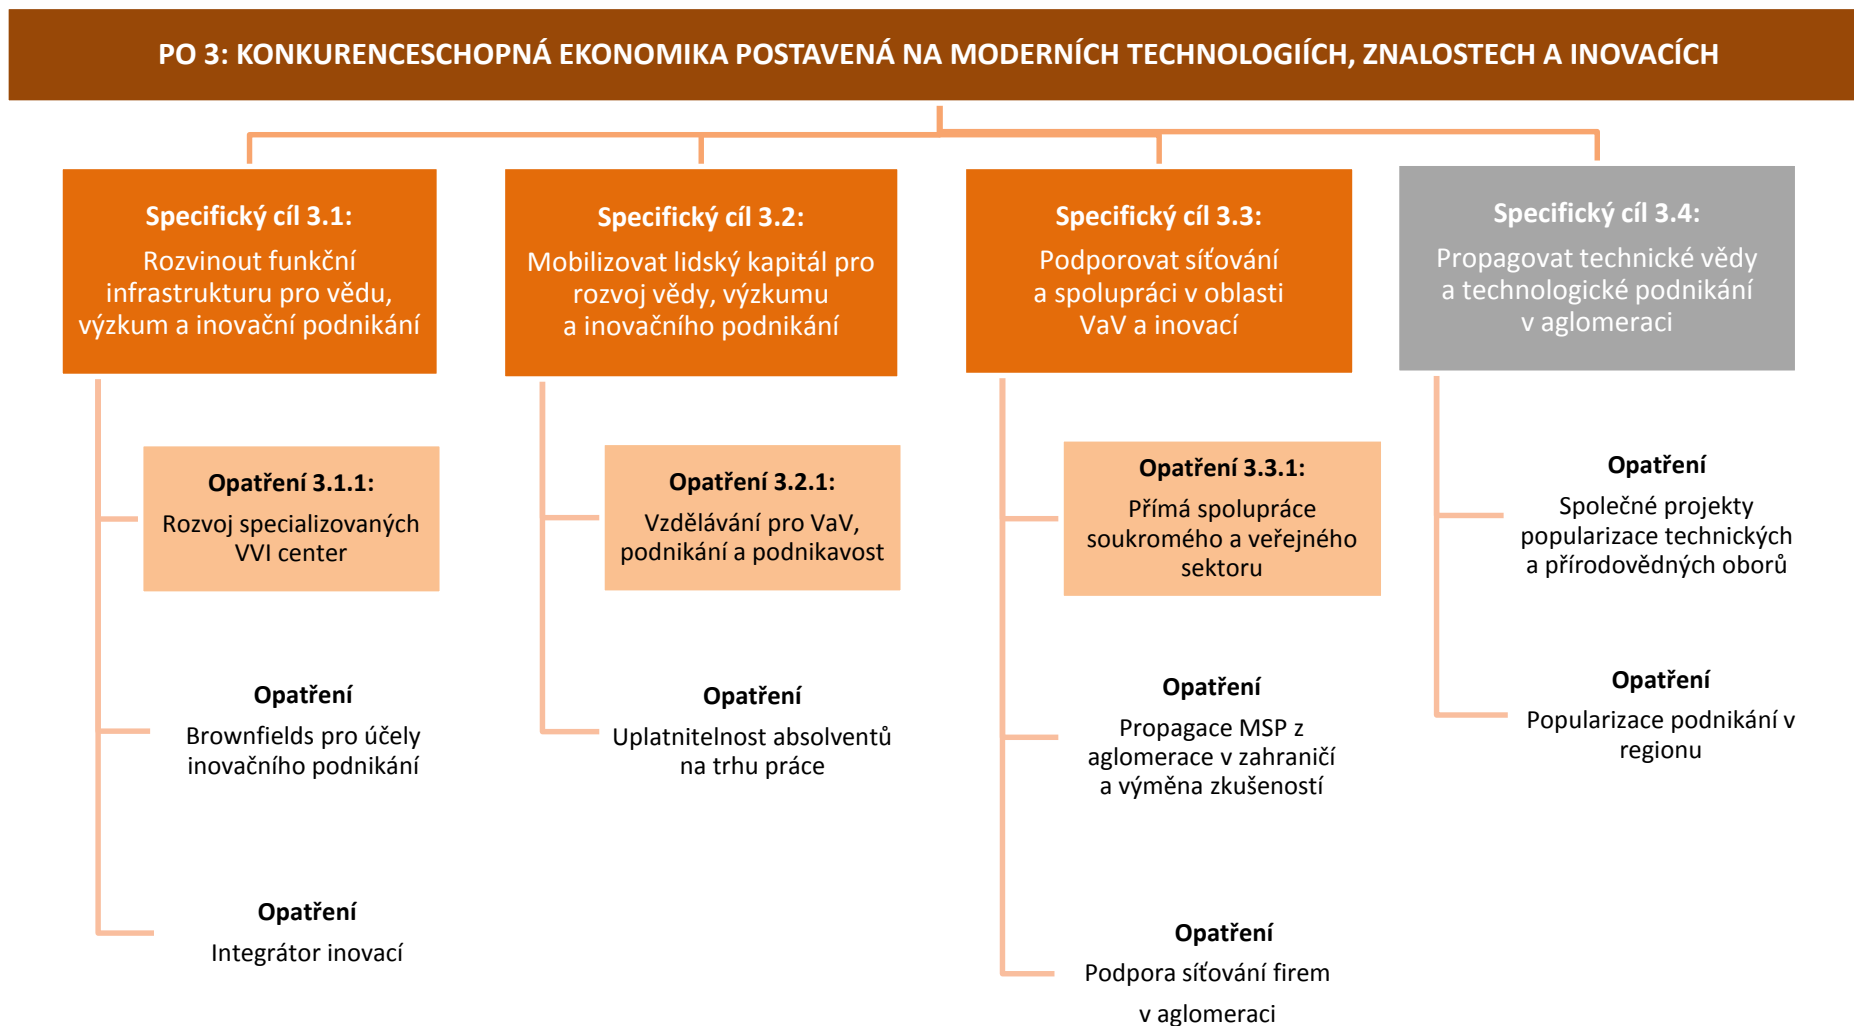 PO 3: KONKURENCESCHOPNÁ EKONOMIKA POSTAVENÁ NA MODERNÍCH TECHNOLOGIÍCH, ZNALOSTECH A INOVACÍCH
Specifický cíl 3.1:
Rozvinout funkční
infrastrukturu pro vědu,
výzkum a inovační podnikání
Opatření 3.1.1:
Rozvoj specializovaných
VVI center
Opatření
Brownfields pro účely
inovačního podnikání
Opatření
Integrátor inovací
Specifický cíl 3.2:
Mobilizovat lidský kapitál pro
rozvoj vědy, výzkumu
a inovačního podnikání
Opatření 3.2.1:
Vzdělávání pro VaV,
podnikání a podnikavost
Opatření
Uplatnitelnost absolventů
na trhu práce
Specifický cíl 3.3:
Podporovat síťování
a spolupráci v oblasti
VaV a inovací
Opatření 3.3.1:
Přímá spolupráce
soukromého a veřejného
sektoru
Opatření
Propagace MSP z
aglomerace v zahraničí
a výměna zkušeností
Opatření
Podpora síťování firem
v aglomeraci
Specifický cíl 3.4:
Propagovat technické vědy
a technologické podnikání
v aglomeraci
Opatření
Společné projekty
popularizace technických
a přírodovědných oborů
Opatření
Popularizace podnikání v
regionu